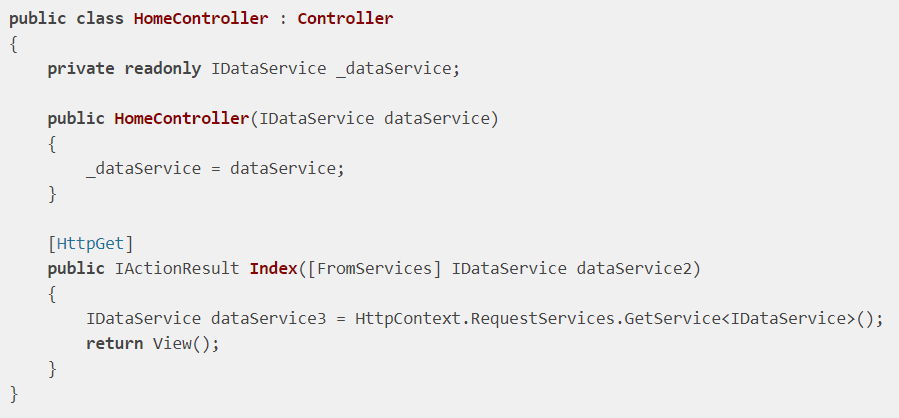 public class HomeController : Controller
{
    private readonly IDataService _dataService;

    public HomeController(IDataService dataService)
    {
        _dataService = dataService;
    }

    [HttpGet]
    public IActionResult Index([FromServices] IDataService dataService2)
    {
        IDataService dataService3 = HttpContext.RequestServices.GetService<IDataService>();
        return View();
    }
}